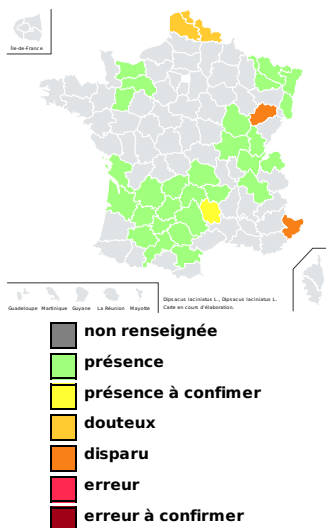 Île-de-France
Guadeloupe Martinique Guyane La Réunion Mayotte
Dipsacus laciniatus L., Dipsacus laciniatus L.
Carte en cours d'élaboration.
non renseignée
présence
présence à confimer
douteux
disparu
erreur
erreur à confirmer